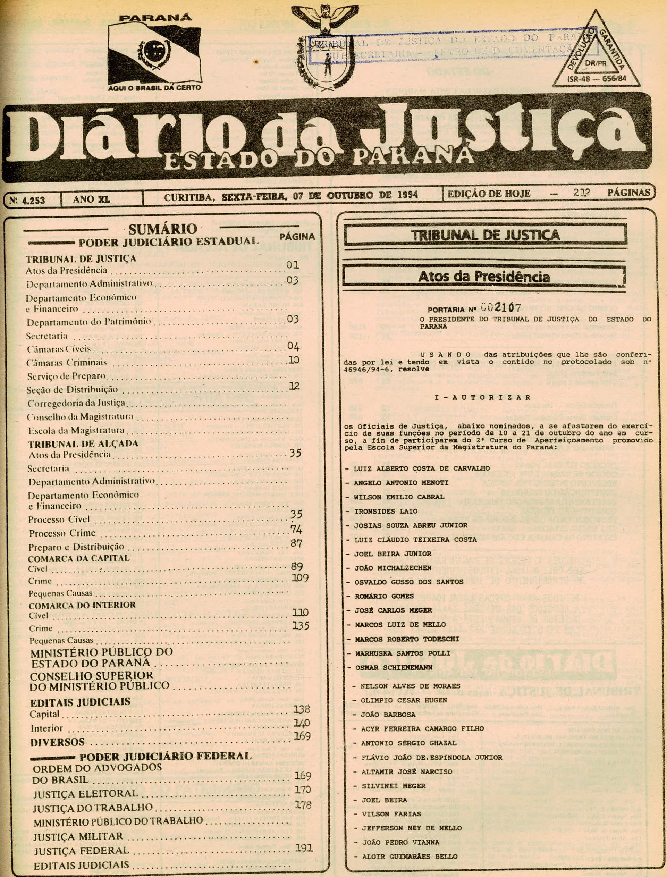 PARANÁ
AQUI O BRASIL DÁ CERTO
TRIBUNAL DE JUSTIÇA DO ESTADO DO
DEVOLUÇÃO GARANTIDA
DR/PR
ISR-48 — 656/84
Diário da Justiça
ESTADO DO PARANÁ
Nº 4.253
ANO XL
CURITIBA, SEXTA-FEIRA, 07 DE OUTUBRO DE 1994
EDIÇÃO DE HOJE — 212 PÁGINAS
SUMÁRIO
PODER JUDICIÁRIO ESTADUAL PÁGINA
TRIBUNAL DE JUSTIÇA
Atos da Presidência 01
Departamento Administrativo 03
Departamento Econômico
e Financeiro
Departamento do Patrimônio 03
Secretaria
Câmaras Cíveis 04
Câmaras Criminais 10
Serviço de Preparo
Seção de Distribuição 12
Corregedoria da Justiça
Conselho da Magistratura
Escola da Magistratura
TRIBUNAL DE ALÇADA
Atos da Presidência 35
Secretaria
Departamento Administrativo
Departamento Econômico
e Financeiro
Processo Cível 35
Processo Crime 74
Preparo e Distribuição 87
COMARCA DA CAPITAL
Cível 89
Crime 109
Pequenas Causas
COMARCA DO INTERIOR
Cível 110
Crime 135
Pequenas Causas
MINISTÉRIO PÚBLICO DO
ESTADO DO PARANÁ
CONSELHO SUPERIOR
DO MINISTÉRIO PÚBLICO
EDITAIS JUDICIAIS
Capital 138
Interior 140
DIVERSOS 169
PODER JUDICIÁRIO FEDERAL
ORDEM DO ADVOGADOS
DO BRASIL 169
JUSTIÇA ELEITORAL 170
JUSTIÇA DO TRABALHO 178
MINISTÉRIO PÚBLICO DO TRABALHO
JUSTIÇA MILITAR
JUSTIÇA FEDERAL 191
EDITAIS JUDICIAIS
TRIBUNAL DE JUSTIÇA
Atos da Presidência
PORTARIA Nº 002107
O PRESIDENTE DO TRIBUNAL DE JUSTIÇA DO ESTADO DO
PARANÁ
U S A N D O das atribuições que lhe são conferi-
das por lei e tendo em vista o contido no protocolado sob nº
46946/94-6, resolve
I - A U T O R I Z A R
os Oficiais de Justiça, abaixo nominados, a se afastarem do exercí-
cio de suas funções no período de 10 a 21 de outubro do ano em cur-
so, a fim de participarem do 2º Curso de Aperfeiçoamento promovido
pela Escola Superior da Magistratura do Paraná:
- LUIZ ALBERTO COSTA DE CARVALHO
- ANGELO ANTONIO MENOTI
- WILSON EMILIO CABRAL
- IRONSIDES LAIO
- JOSIAS SOUZA ABREU JUNIOR
- LUIZ CLÁUDIO TEIXEIRA COSTA
- JOEL BEIRA JUNIOR
- JOÃO MICHALZECHEN
- OSVALDO GUSSO DOS SANTOS
- ROMÁRIO GOMES
- JOSÉ CARLOS MEGER
- MARCOS LUIZ DE MELLO
- MARCOS ROBERTO TODESCHI
- MARHUSKA SANTOS POLLI
- OSMAR SCHIENEMANN
- NELSON ALVES DE MORAES
- OLIMPIO CESAR HUGEN
- JOÃO BARBOSA
- ACYR FERREIRA CAMARGO FILHO
- ANTONIO SÉRGIO GHAZAL
- FLÁVIO JOÃO DE ESPÍNDOLA JUNIOR
- ALTAMIR JOSÉ NARCISO
- SILVINEI MEGER
- JOEL BEIRA
- VILSON FARIAS
- JEFFERSON NEY DE MELLO
- JOÃO PEDRO VIANNA
- ALOIR GUIMARÃES BELLO